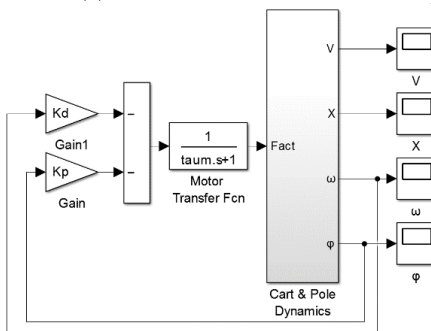 V
V
Kd
X
Gain1
1
taum.s+1
Fact
X
Kp
Motor
Transfer Fcn
ω
Gain
ω
φ
φ
Cart & Pole
Dynamics